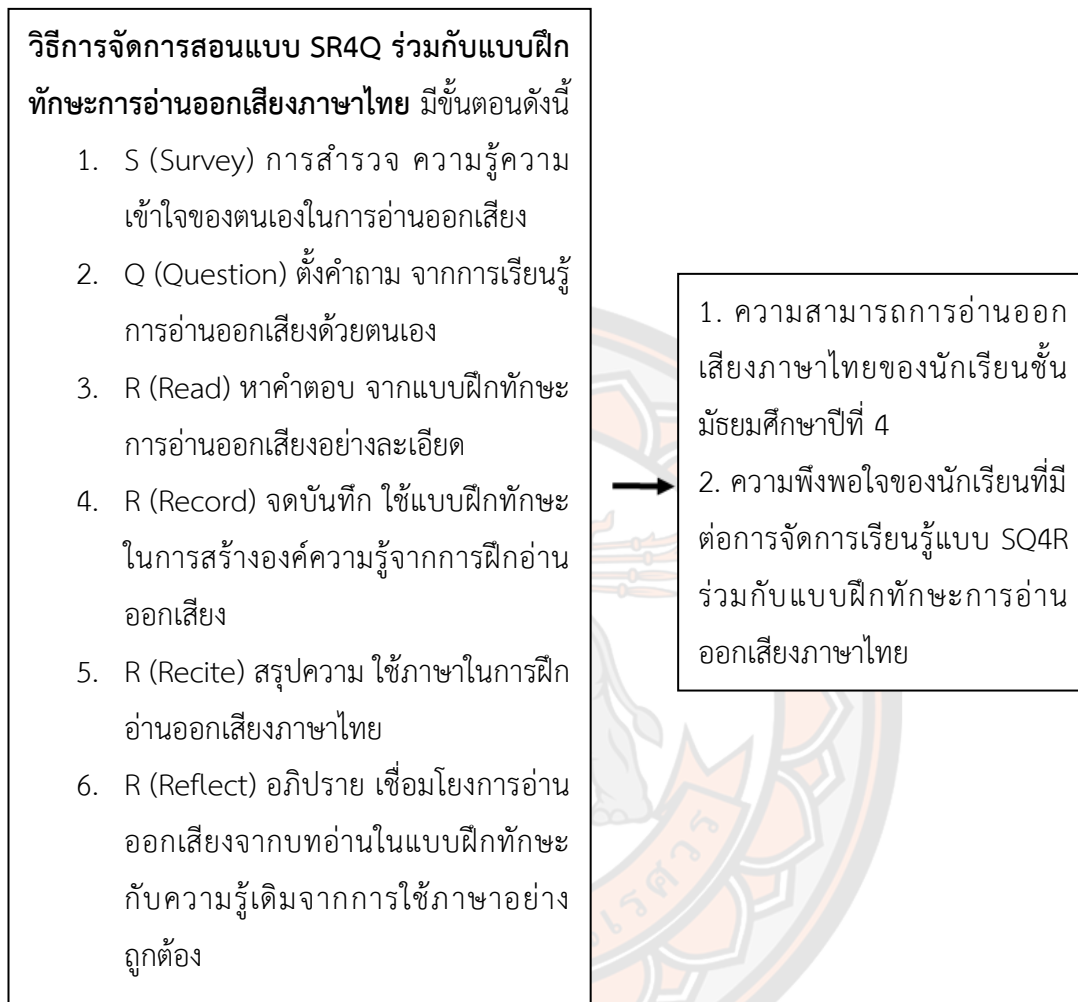 วิธีการจัดการสอนแบบ SR4Q ร่วมกับแบบฝึก
ทักษะการอ่านออกเสียงภาษาไทย มีขั้นตอนดังนี้
1. S (Survey) การสำรวจ ความรู้ความ
เข้าใจของตนเองในการอ่านออกเสียง
2. Q (Question) ตั้งคำถาม จากการเรียนรู้
การอ่านออกเสียงด้วยตนเอง
3. R (Read) หาคำตอบ จากแบบฝึกทักษะ
การอ่านออกเสียงอย่างละเอียด
4. R (Record) จดบันทึก ใช้แบบฝึกทักษะ
ในการสร้างองค์ความรู้จากการฝึกอ่าน
ออกเสียง
5. R (Recite) สรุปความ ใช้ภาษาในการฝึก
อ่านออกเสียงภาษาไทย
6. R (Reflect) อภิปราย เชื่อมโยงการอ่าน
ออกเสียงจากบทอ่านในแบบฝึกทักษะ
กับความรู้เดิมจากการใช้ภาษาอย่าง
ถูกต้อง
1. ความสามารถการอ่านออก
เสียงภาษาไทยของนักเรียนชั้น
มัธยมศึกษาปีที่ 4
2. ความพึงพอใจของนักเรียนที่มี
ต่อการจัดการเรียนรู้แบบ SQ4R
ร่วมกับแบบฝึกทักษะการอ่าน
ออกเสียงภาษาไทย